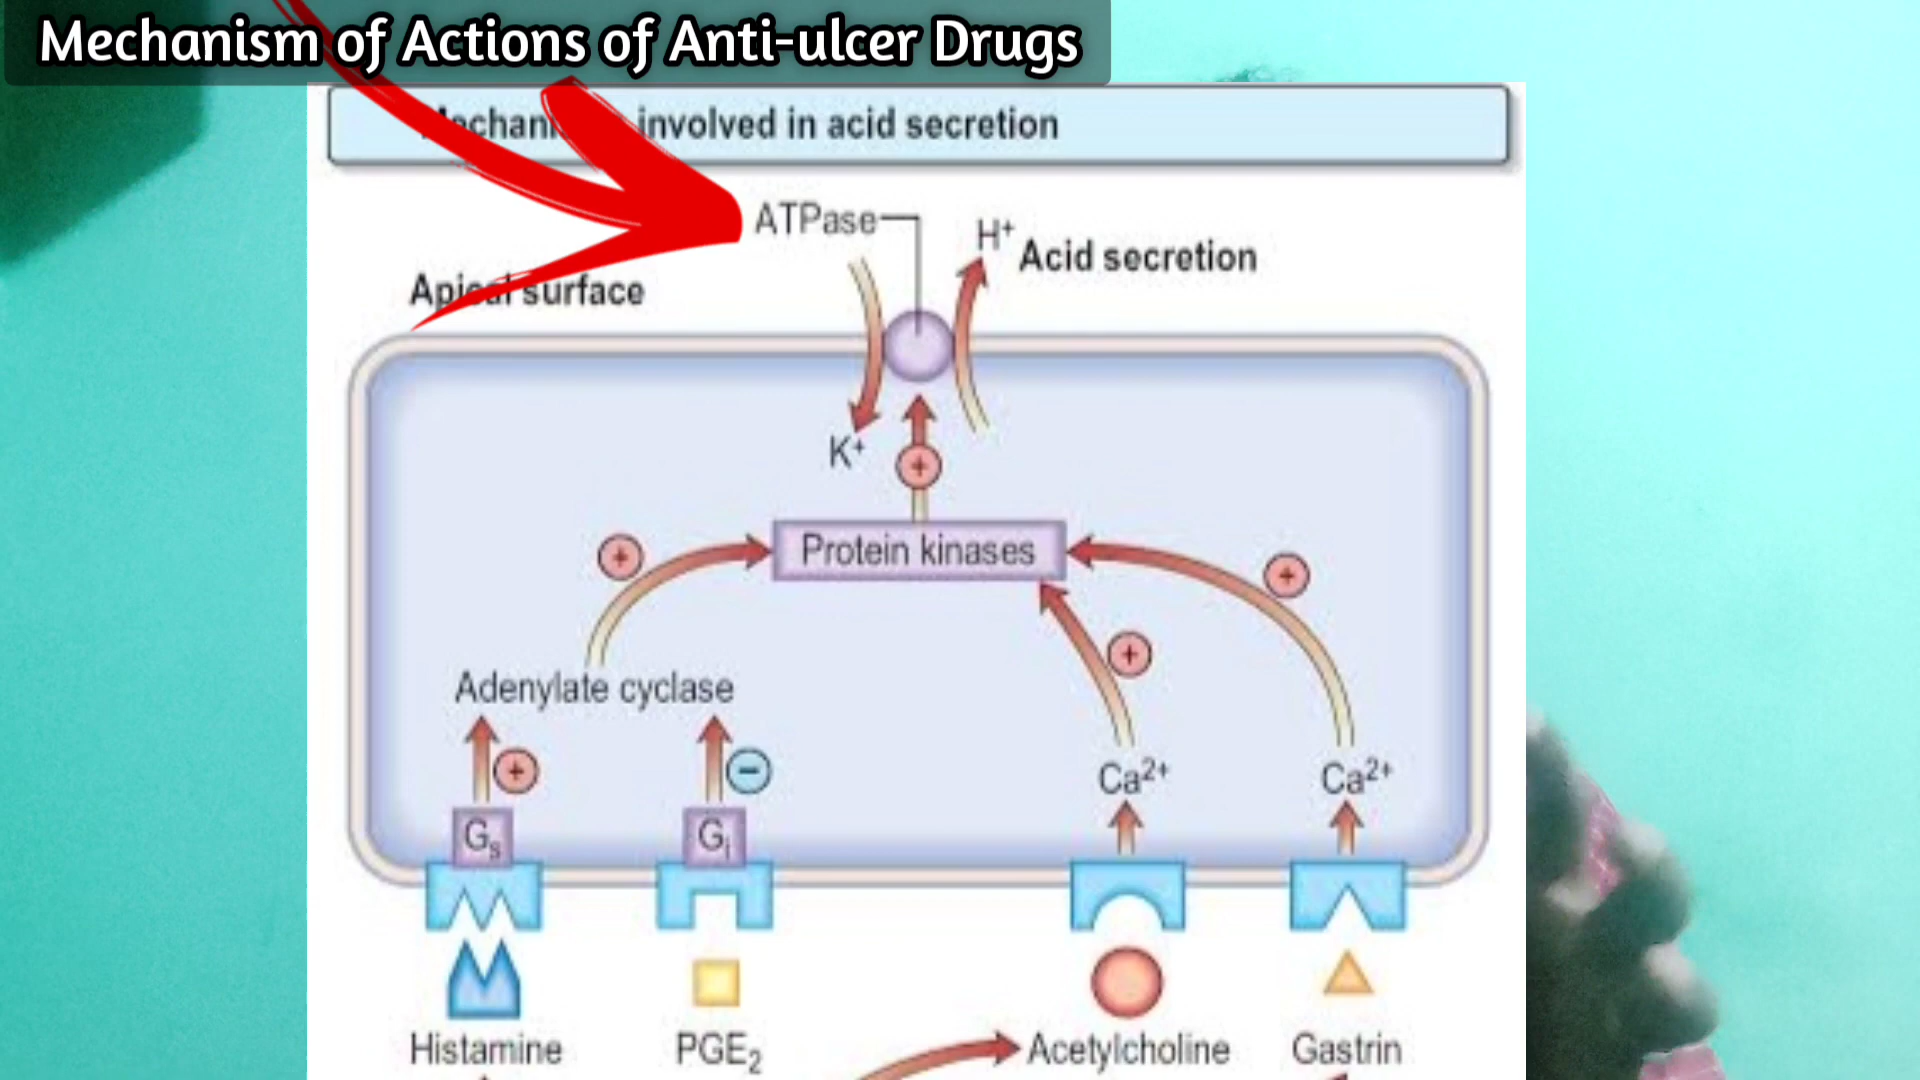 Mechanism of Actions of Anti-ulcer Drugs
involved in acid secretion
ATPase
H⁺
Acid secretion
Apical surface
K⁺
+
Protein kinases
+
+
+
Adenylate cyclase
+
−
Ca²⁺
Ca²⁺
Gₛ
Gᵢ
Histamine
PGE₂
Acetylcholine
Gastrin